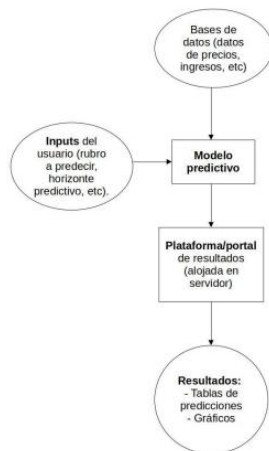 Bases de
datos (datos
de precios,
ingresos, etc)
Inputs del
usuario (rubro
a predecir,
horizonte
predictivo, etc).
Modelo
predictivo
Plataforma/portal
de resultados
(alojada en
servidor)
Resultados:
- Tablas de
predicciones
- Gráficos